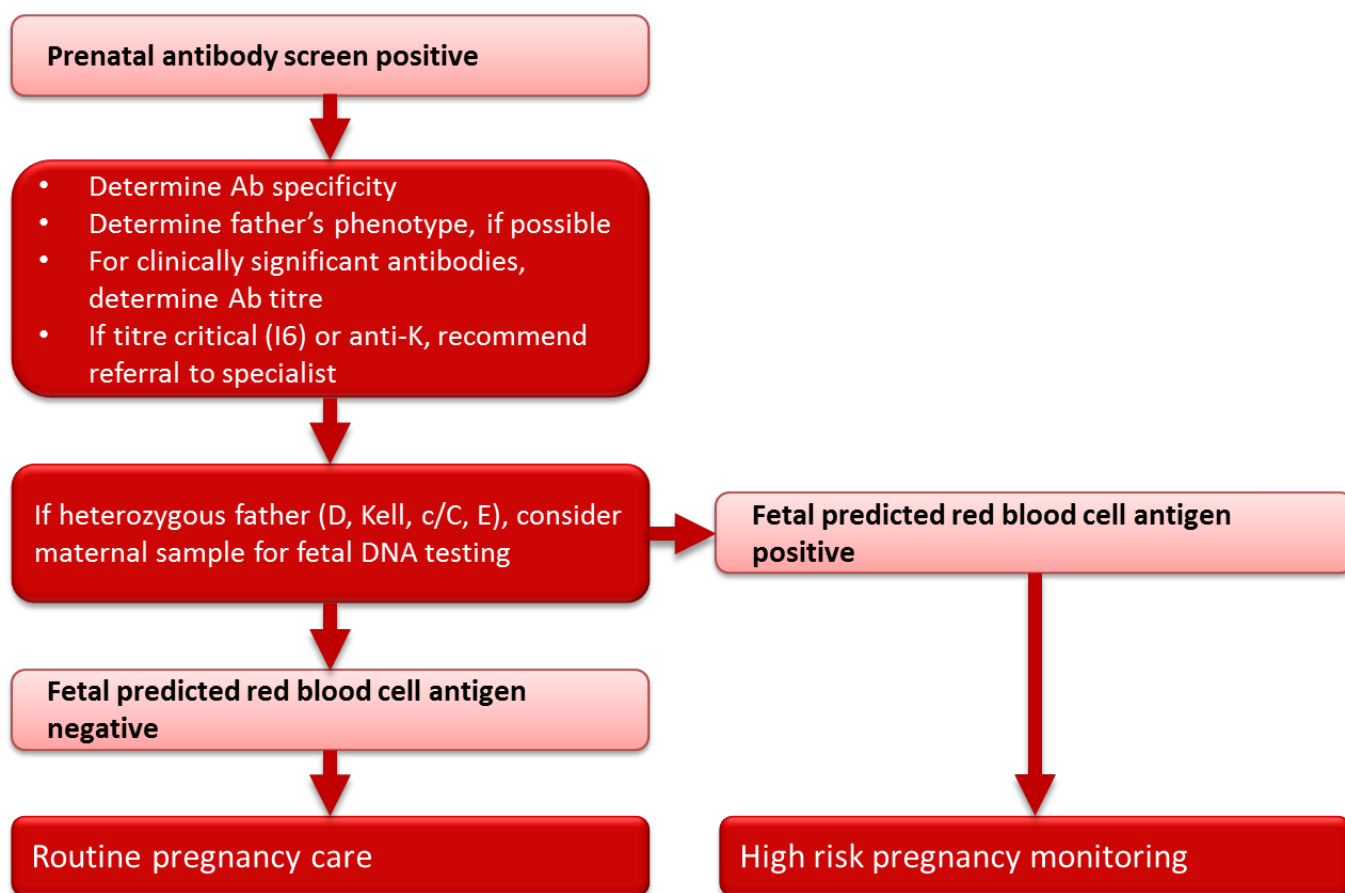 Prenatal antibody screen positive
• Determine Ab specificity
• Determine father's phenotype, if possible
• For clinically significant antibodies,
determine Ab titre
• If titre critical (I6) or anti-K, recommend
referral to specialist
If heterozygous father (D, Kell, c/C, E), consider
maternal sample for fetal DNA testing
Fetal predicted red blood cell antigen
positive
Fetal predicted red blood cell antigen
negative
Routine pregnancy care
High risk pregnancy monitoring